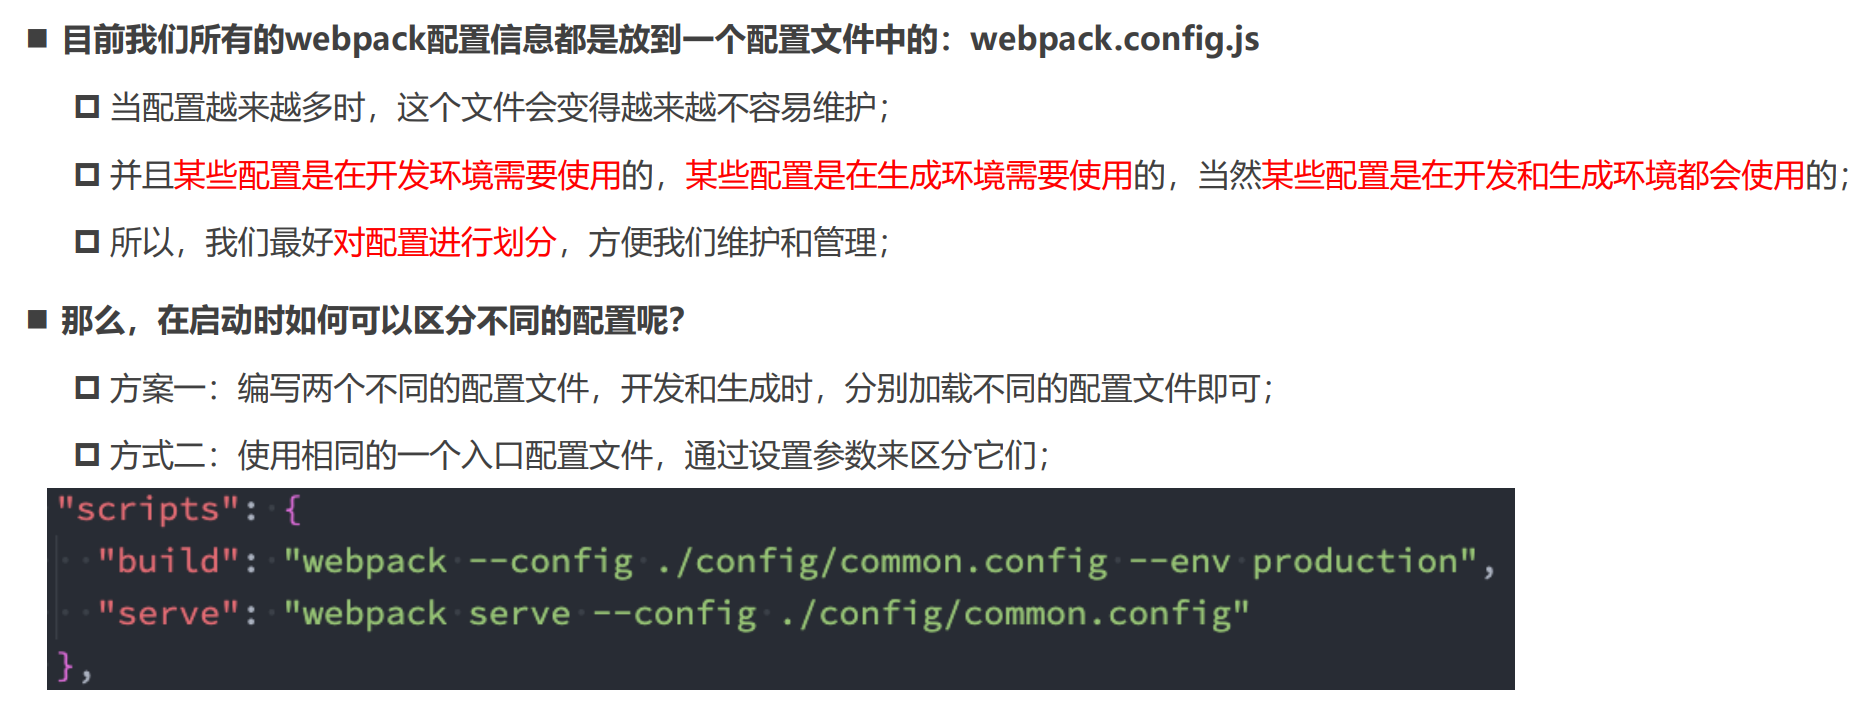 ■ 目前我们所有的webpack配置信息都是放到一个配置文件中的：webpack.config.js
当配置越来越多时，这个文件会变得越来越不容易维护；
并且某些配置是在开发环境需要使用的，某些配置是在生成环境需要使用的，当然某些配置是在开发和生成环境都会使用的；
所以，我们最好对配置进行划分，方便我们维护和管理；
■ 那么，在启动时如何可以区分不同的配置呢？
方案一：编写两个不同的配置文件，开发和生成时，分别加载不同的配置文件即可；
方式二：使用相同的一个入口配置文件，通过设置参数来区分它们；
"scripts": {
"build": "webpack --config ./config/common.config --env production",
"serve": "webpack serve --config ./config/common.config"
},